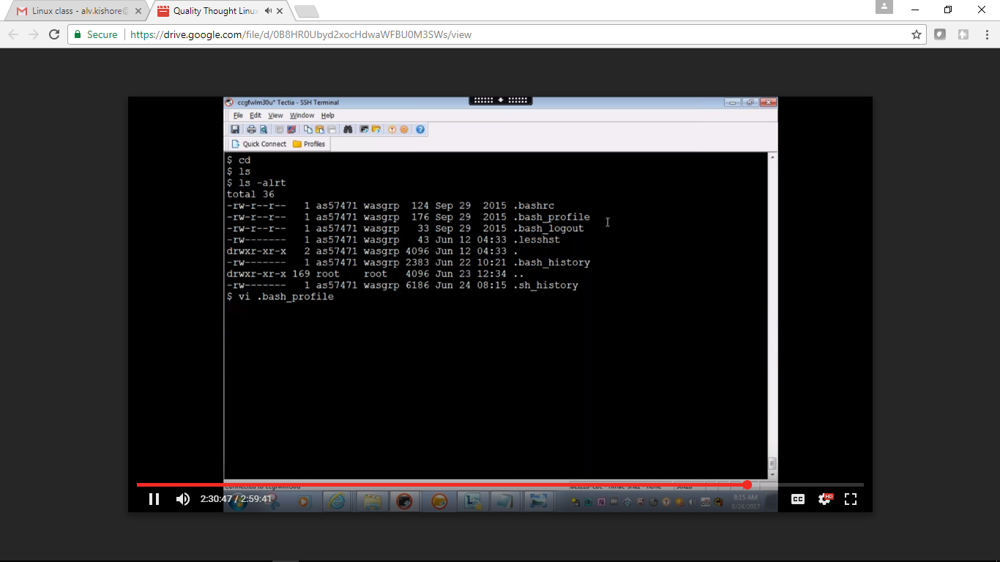 Linux class - alv.kishore@
Quality Thought Linux
Secure
https://drive.google.com/file/d/0B8HR0Ubyd2xocHdwaWFBU0M3SWs/view
ccgfwlm30u* Tectia - SSH Terminal
File Edit View Window Help
Quick Connect Profiles
$ cd
$ ls
$ ls -alrt
total 36
-rw-r--r-- 1 as57471 wasgrp 124 Sep 29 2015 .bashrc
-rw-r--r-- 1 as57471 wasgrp 176 Sep 29 2015 .bash_profile
-rw-r--r-- 1 as57471 wasgrp 33 Sep 29 2015 .bash_logout
-rw------- 1 as57471 wasgrp 43 Jun 12 04:33 .lesshst
drwxr-xr-x 2 as57471 wasgrp 4096 Jun 12 04:33 .
-rw------- 1 as57471 wasgrp 2383 Jun 22 10:21 .bash_history
drwxr-xr-x 169 root root 4096 Jun 23 12:34 ..
-rw------- 1 as57471 wasgrp 6186 Jun 24 08:15 .sh_history
$ vi .bash_profile
Connected to ccgfwlm30u
2:30:47 / 2:59:41
CC
HD
8:15 AM
6/24/2017